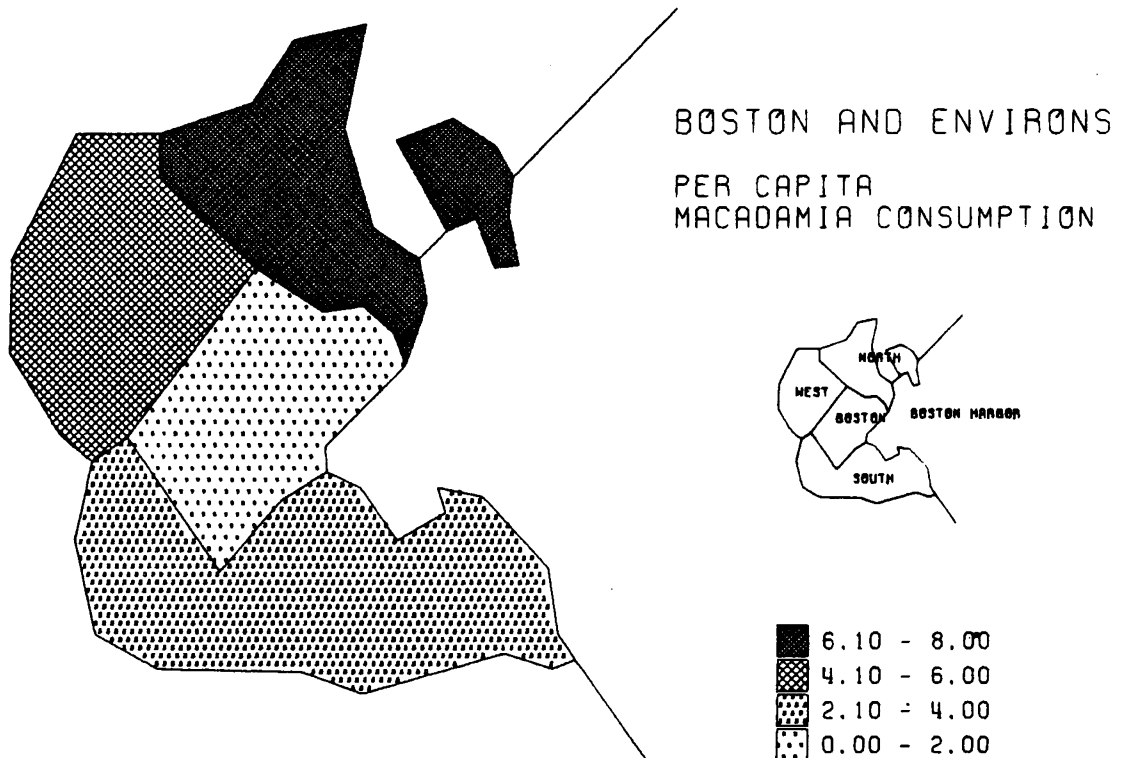 BOSTON AND ENVIRONS
PER CAPITA
MACADAMIA CONSUMPTION
NORTH
WEST
BOSTON
BOSTON HARBOR
SOUTH
6.10 - 8.00
4.10 - 6.00
2.10 - 4.00
0.00 - 2.00